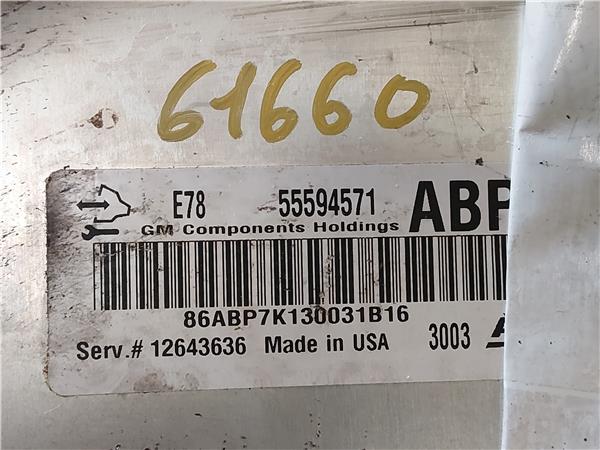 61660
E78 55594571 ABP
GM Components Holdings
86ABP7K130031B16
Serv.# 12643636 Made in USA 3003